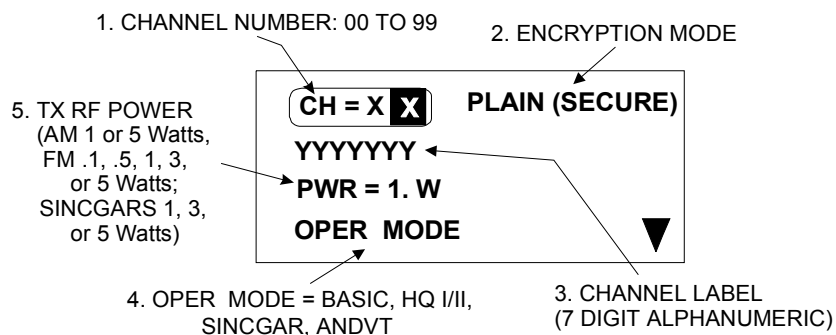 1. CHANNEL NUMBER: 00 TO 99
2. ENCRYPTION MODE
CH = X X
PLAIN (SECURE)
5. TX RF POWER
(AM 1 or 5 Watts,
FM .1, .5, 1, 3,
or 5 Watts;
SINCGARS 1, 3,
or 5 Watts)
YYYYYYY
PWR = 1. W
OPER MODE
4. OPER MODE = BASIC, HQ I/II,
SINCGAR, ANDVT
3. CHANNEL LABEL
(7 DIGIT ALPHANUMERIC)